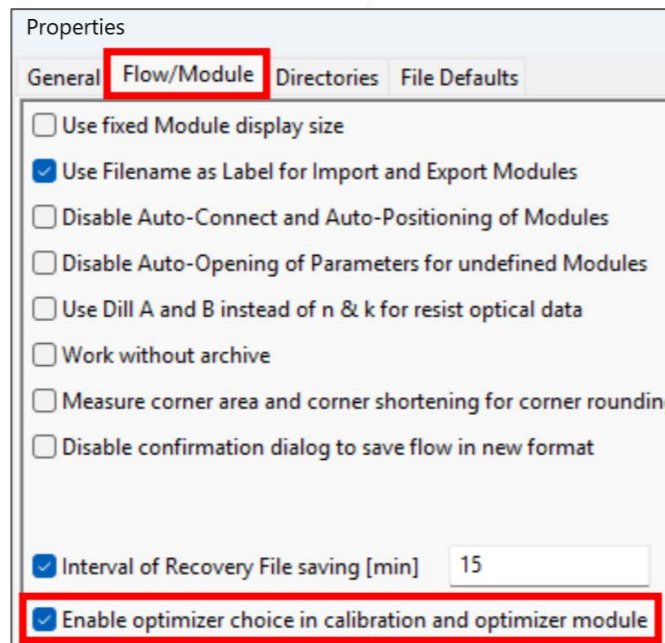 Properties
General Flow/Module Directories File Defaults
Use fixed Module display size
Use Filename as Label for Import and Export Modules
Disable Auto-Connect and Auto-Positioning of Modules
Disable Auto-Opening of Parameters for undefined Modules
Use Dill A and B instead of n & k for resist optical data
Work without archive
Measure corner area and corner shortening for corner roundin
Disable confirmation dialog to save flow in new format
Interval of Recovery File saving [min] 15
Enable optimizer choice in calibration and optimizer module